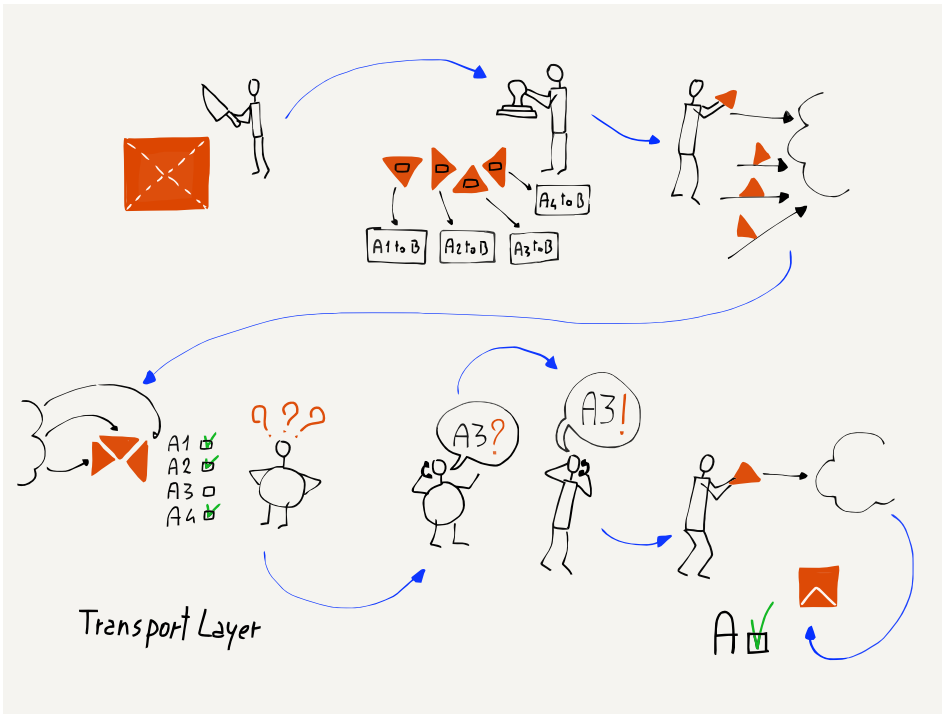 A4 to B
A1 to B
A2 to B
A3 to B
? ? ?
A1
A2
A3
A4
A3?
A3!
Transport Layer
A